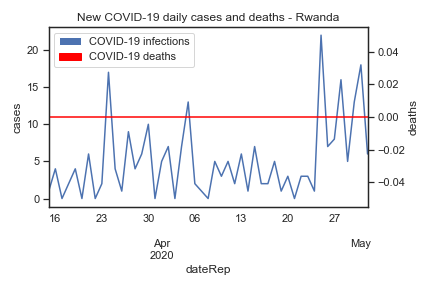 New COVID-19 daily cases and deaths - Rwanda
COVID-19 infections
COVID-19 deaths
20
15
10
5
0
cases
0.04
0.02
0.00
−0.02
−0.04
deaths
16 23 30 06 13 20 27
Apr May
2020
dateRep